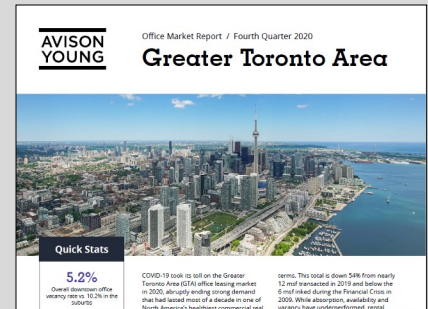 AVISON
YOUNG
Office Market Report / Fourth Quarter 2020
Greater Toronto Area
Quick Stats
5.2%
Overall downtown office
vacancy rate vs. 10.2% in the
suburbs
COVID-19 took its toll on the Greater
Toronto Area (GTA) office leasing market
in 2020, abruptly ending strong demand
that had lasted most of a decade in one of
North America's healthiest commercial real
terms. This total is down 54% from nearly
12 msf transacted in 2019 and below the
6 msf inked during the Financial Crisis in
2009. While absorption, availability and
vacancy have underperformed, rental